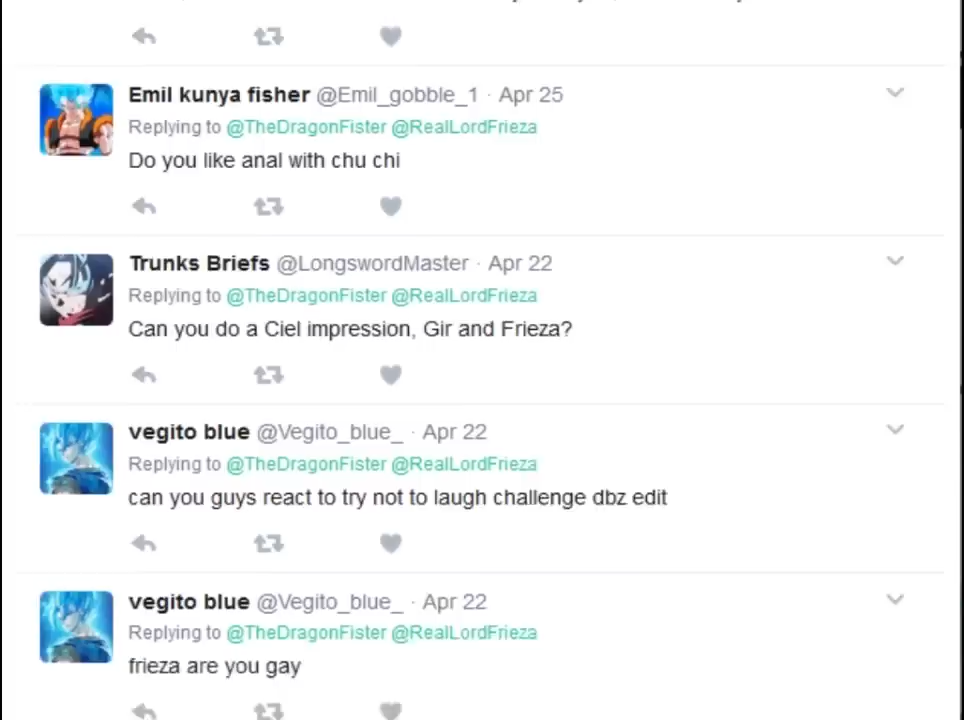 Emil kunya fisher @Emil_gobble_1 · Apr 25
Replying to @TheDragonFister @RealLordFrieza
Do you like anal with chu chi
Trunks Briefs @LongswordMaster · Apr 22
Replying to @TheDragonFister @RealLordFrieza
Can you do a Ciel impression, Gir and Frieza?
vegito blue @Vegito_blue_ · Apr 22
Replying to @TheDragonFister @RealLordFrieza
can you guys react to try not to laugh challenge dbz edit
vegito blue @Vegito_blue_ · Apr 22
Replying to @TheDragonFister @RealLordFrieza
frieza are you gay